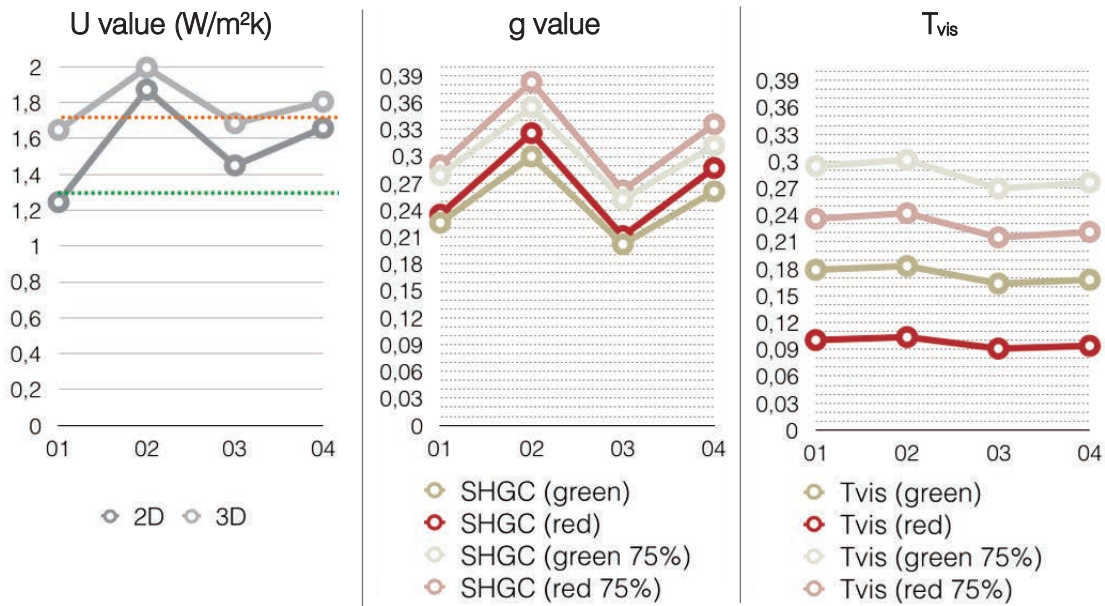 U value (W/m²k)
2
1,8
1,6
1,4
1,2
1
0,8
0,6
0,4
0,2
0
01 02 03 04
2D 3D
g value
0,39
0,36
0,33
0,3
0,27
0,24
0,21
0,18
0,15
0,12
0,09
0,06
0,03
0
01 02 03 04
SHGC (green)
SHGC (red)
SHGC (green 75%)
SHGC (red 75%)
Tvis
0,39
0,36
0,33
0,3
0,27
0,24
0,21
0,18
0,15
0,12
0,09
0,06
0,03
0
01 02 03 04
Tvis (green)
Tvis (red)
Tvis (green 75%)
Tvis (red 75%)